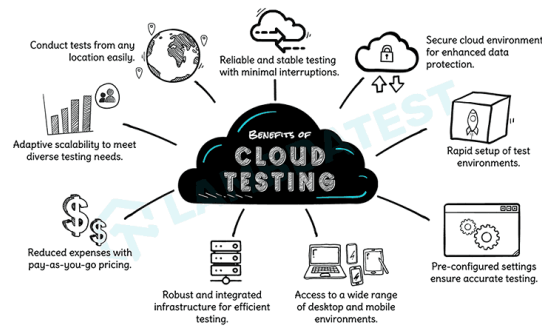 Conduct tests from any
location easily.
Reliable and stable testing
with minimal interruptions.
Secure cloud environment
for enhanced data
protection.
Adaptive scalability to meet
diverse testing needs.
BENEFITS OF
CLOUD
TESTING
Rapid setup of test
environments.
Reduced expenses with
pay-as-you-go pricing.
Robust and integrated
infrastructure for efficient
testing.
Access to a wide range
of desktop and mobile
environments.
Pre-configured settings
ensure accurate testing.